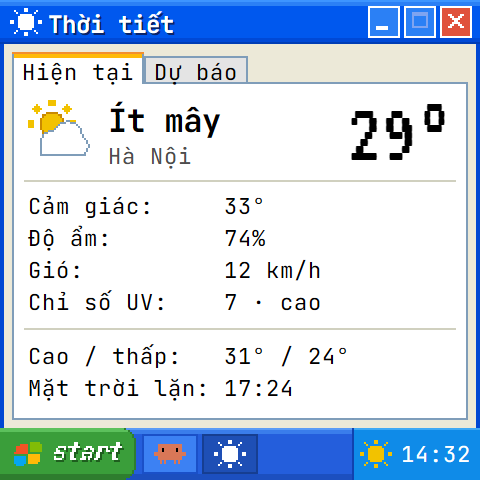 Thời tiết
Hiện tại Dự báo
Ít mây
Hà Nội
29°
Cảm giác: 33°
Độ ẩm: 74%
Gió: 12 km/h
Chỉ số UV: 7 · cao
Cao / thấp: 31° / 24°
Mặt trời lặn: 17:24
start 14:32